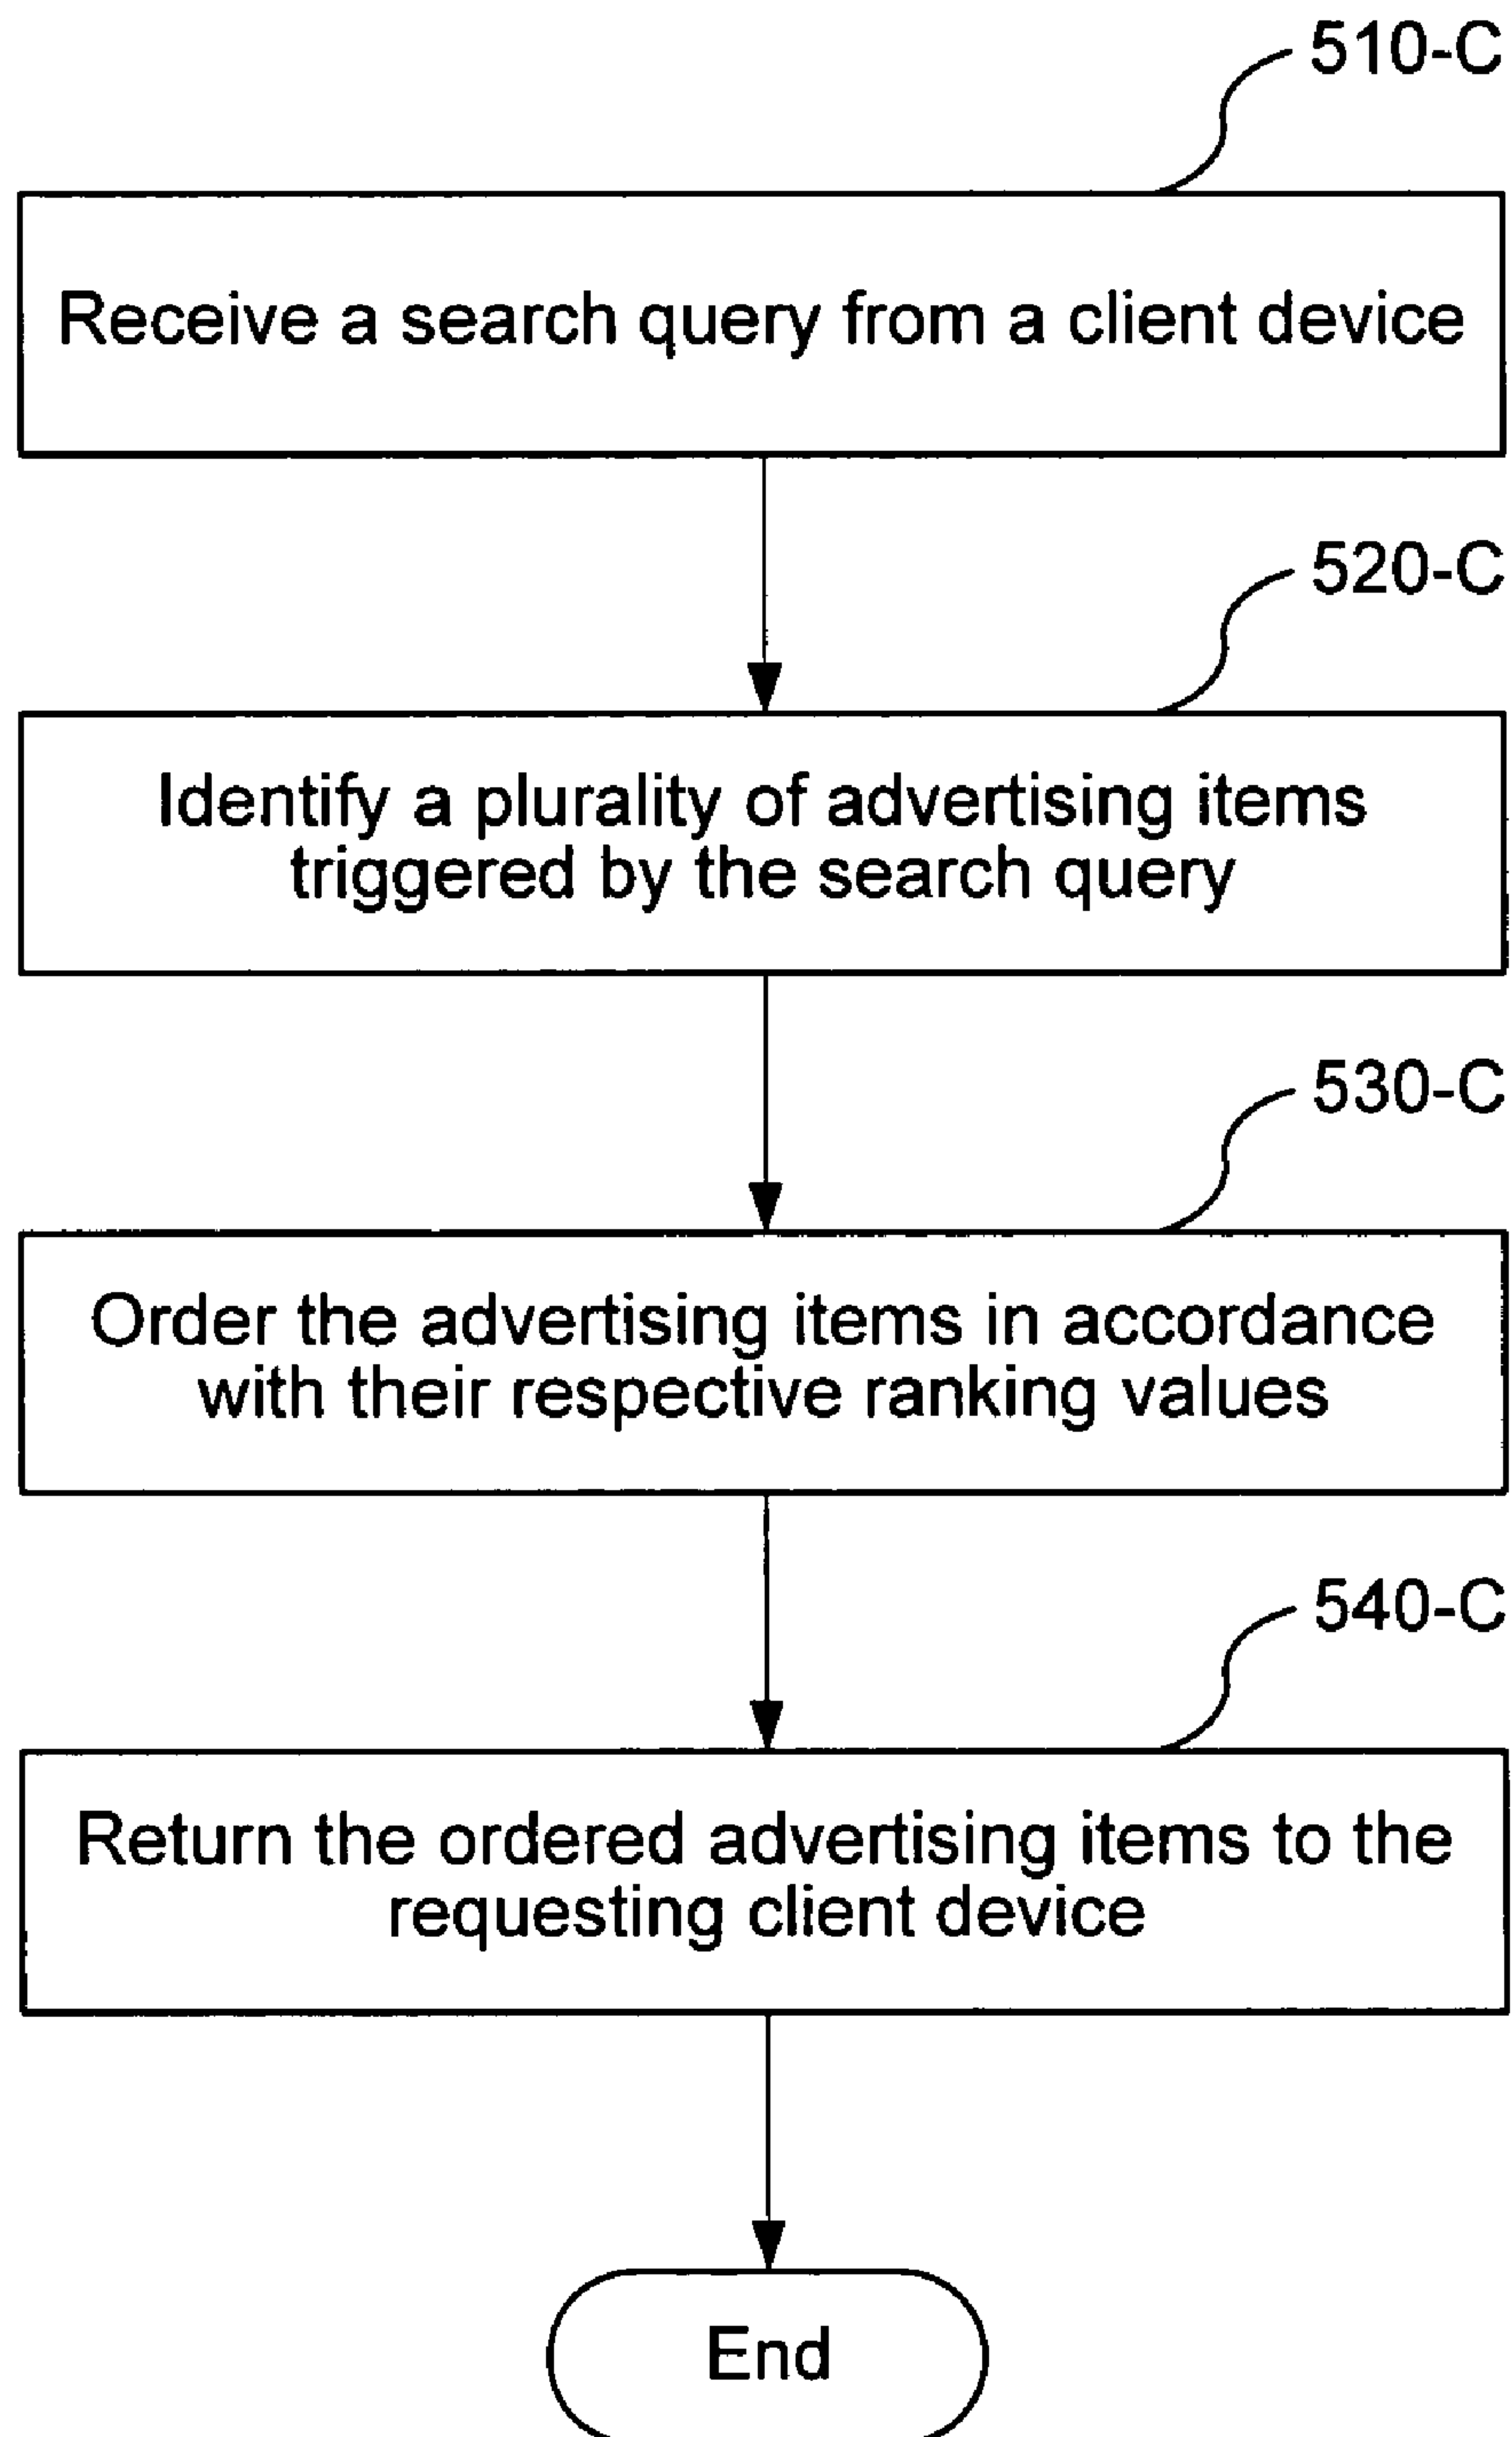 510-C
Receive a search query from a client device
520-C
Identify a plurality of advertising items
triggered by the search query
530-C
Order the advertising items in accordance
with their respective ranking values
540-C
Return the ordered advertising items to the
requesting client device
End